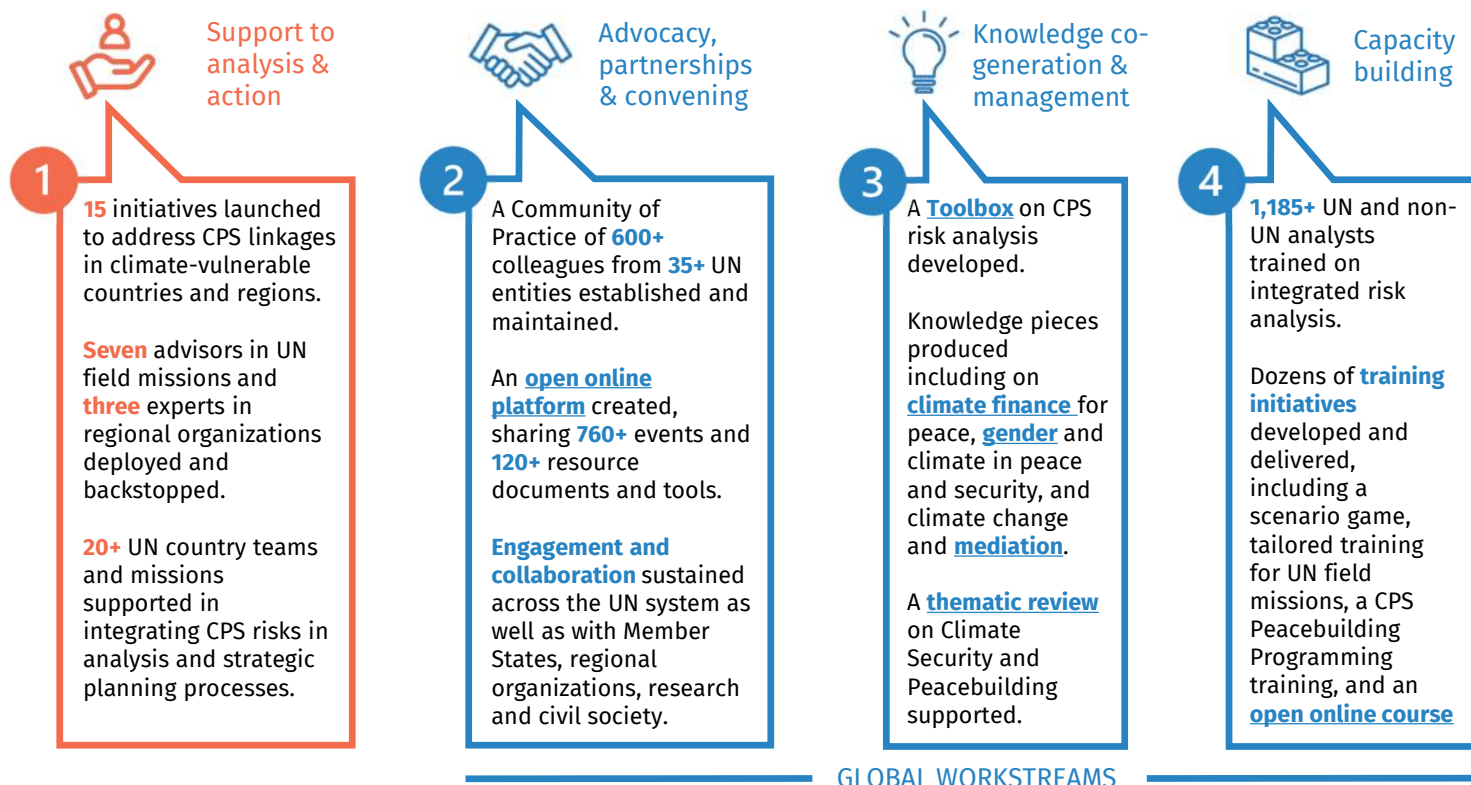 Support to
analysis &
action
1
15 initiatives launched
to address CPS linkages
in climate-vulnerable
countries and regions.
Seven advisors in UN
field missions and
three experts in
regional organizations
deployed and
backstopped.
20+ UN country teams
and missions
supported in
integrating CPS risks in
analysis and strategic
planning processes.
Advocacy,
partnerships
& convening
2
A Community of
Practice of 600+
colleagues from 35+ UN
entities established and
maintained.
An open online
platform created,
sharing 760+ events and
120+ resource
documents and tools.
Engagement and
collaboration sustained
across the UN system as
well as with Member
States, regional
organizations, research
and civil society.
Knowledge co-
generation &
management
3
A Toolbox on CPS
risk analysis
developed.
Knowledge pieces
produced
including on
climate finance for
peace, gender and
climate in peace
and security, and
climate change
and mediation.
A thematic review
on Climate
Security and
Peacebuilding
supported.
Capacity
building
4
1,185+ UN and non-
UN analysts
trained on
integrated risk
analysis.
Dozens of training
initiatives
developed and
delivered,
including a
scenario game,
tailored training
for UN field
missions, a CPS
Peacebuilding
Programming
training, and an
open online course
GLOBAL WORKSTREAMS